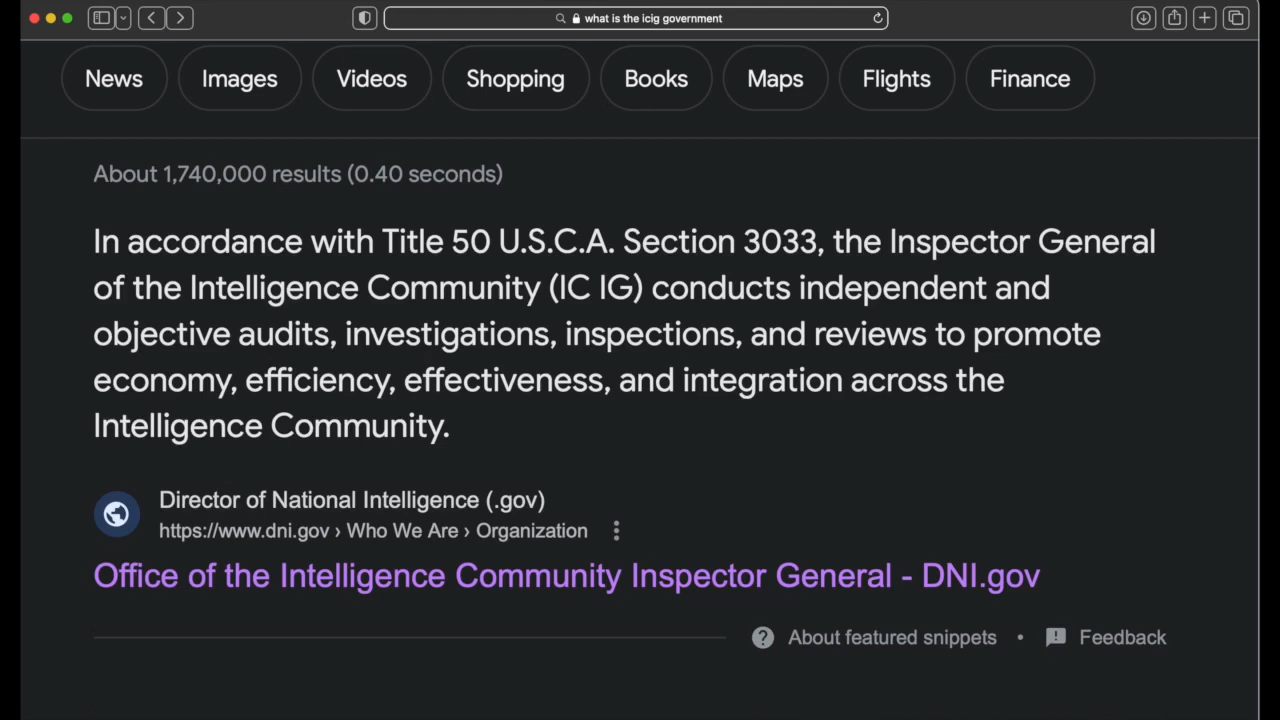 what is the icig government
News Images Videos Shopping Books Maps Flights Finance
About 1,740,000 results (0.40 seconds)
In accordance with Title 50 U.S.C.A. Section 3033, the Inspector General
of the Intelligence Community (IC IG) conducts independent and
objective audits, investigations, inspections, and reviews to promote
economy, efficiency, effectiveness, and integration across the
Intelligence Community.
Director of National Intelligence (.gov)
https://www.dni.gov › Who We Are › Organization
Office of the Intelligence Community Inspector General - DNI.gov
About featured snippets • Feedback